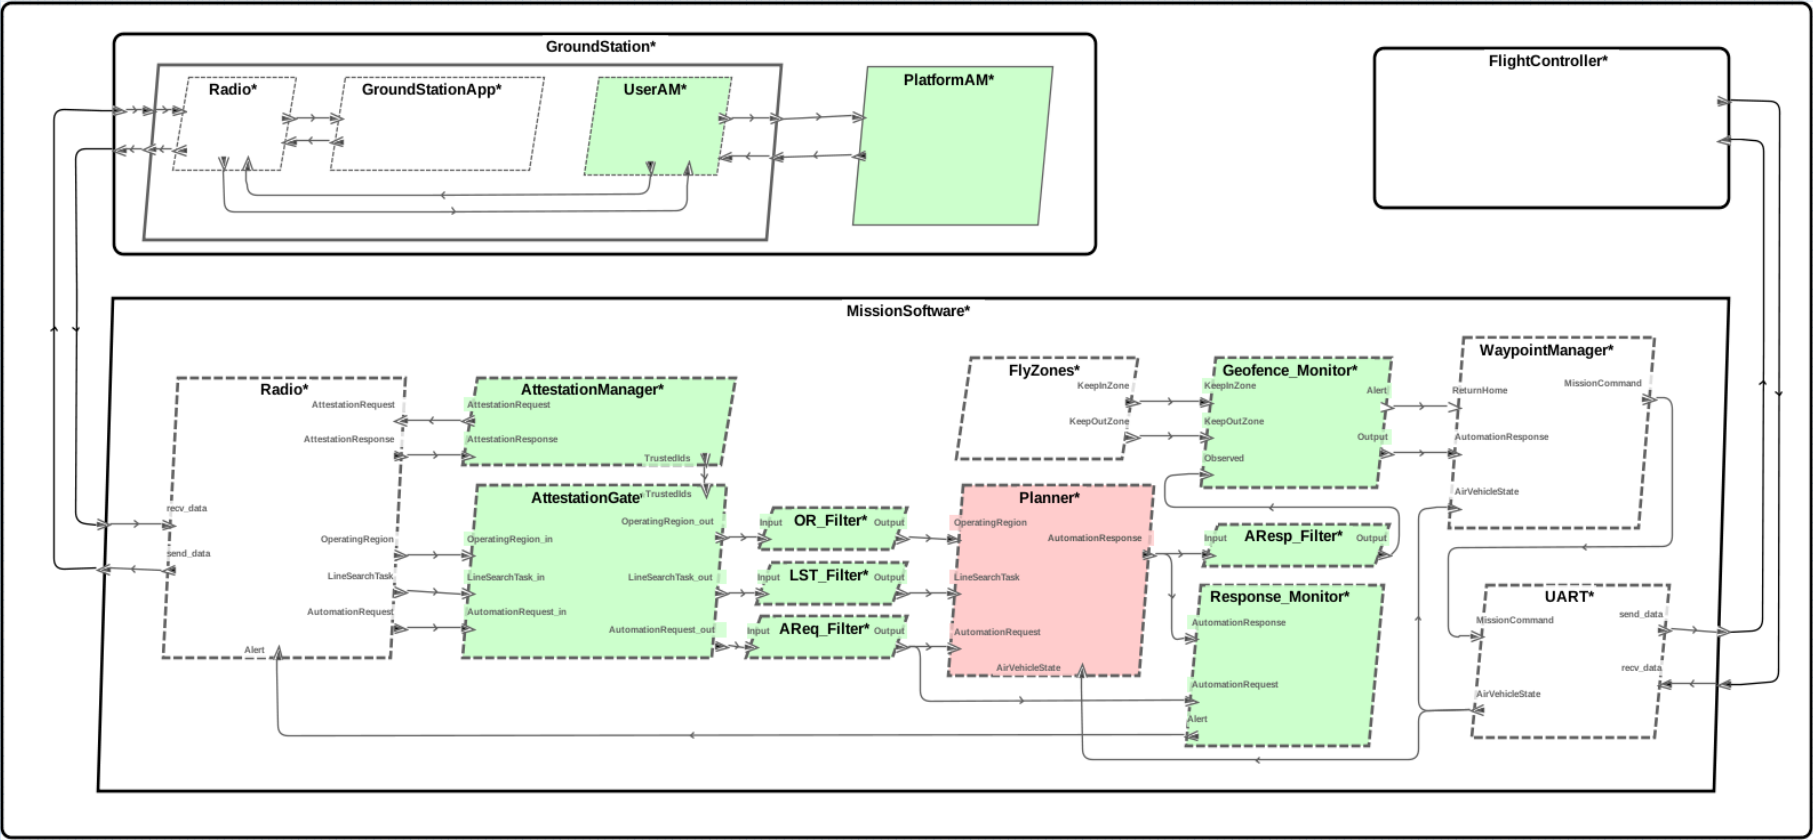 GroundStation*
FlightController*
Radio*
GroundStationApp*
UserAM*
PlatformAM*
MissionSoftware*
Radio*
AttestationRequest
AttestationResponse
recv_data
send_data
OperatingRegion
LineSearchTask
AutomationRequest
Alert
AttestationManager*
AttestationRequest
AttestationResponse
TrustedIds
AttestationGate*
TrustedIds
OperatingRegion_out
OperatingRegion_in
LineSearchTask_in
LineSearchTask_out
AutomationRequest_in
AutomationRequest_out
Input OR_Filter* Output
Input LST_Filter* Output
Input AReq_Filter* Output
FlyZones*
KeepInZone
KeepOutZone
Planner*
OperatingRegion
AutomationResponse
LineSearchTask
AutomationRequest
AirVehicleState
Geofence_Monitor*
KeepInZone
Alert
KeepOutZone
Output
Observed
Input AResp_Filter* Output
Response_Monitor*
AutomationResponse
AutomationRequest
Alert
WaypointManager*
MissionCommand
ReturnHome
AutomationResponse
AirVehicleState
UART*
send_data
MissionCommand
recv_data
AirVehicleState